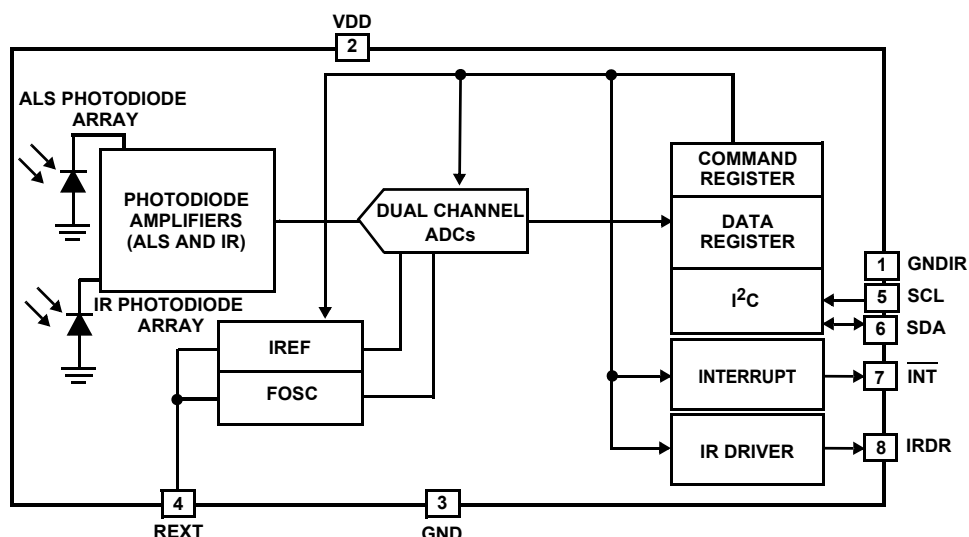 VDD
2
ALS PHOTODIODE
ARRAY
PHOTODIODE
AMPLIFIERS
(ALS AND IR)
IR PHOTODIODE
ARRAY
DUAL CHANNEL
ADCs
IREF
FOSC
COMMAND
REGISTER
DATA
REGISTER
I²C
INTERRUPT
IR DRIVER
1 GNDIR
5 SCL
6 SDA
7 I̅N̅T̅
8 IRDR
4
REXT
3
GND